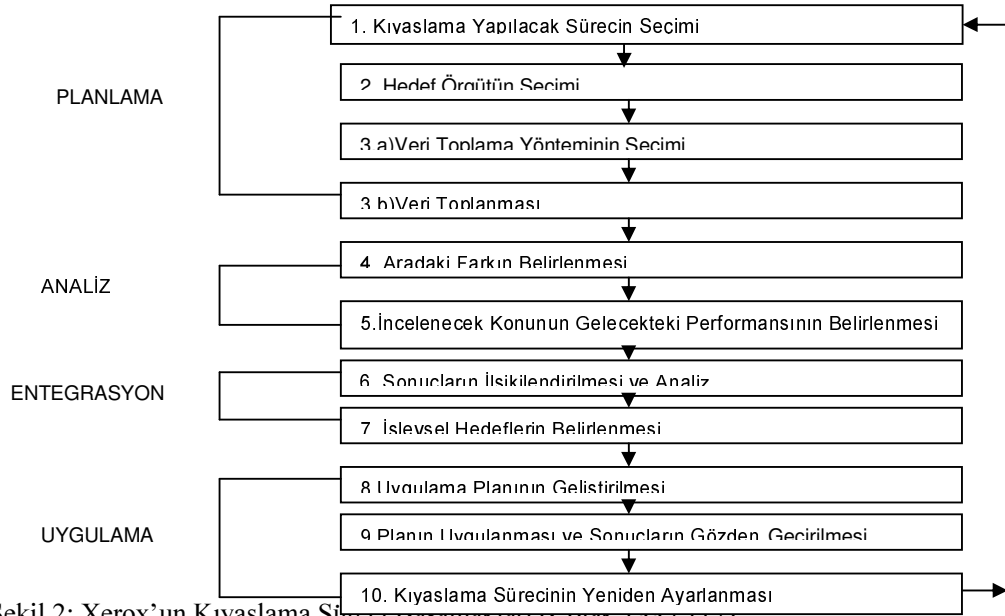 1. Kıyaslama Yapılacak Sürecin Seçimi
PLANLAMA
2. Hedef Örgütün Seçimi
3.a)Veri Toplama Yönteminin Seçimi
3.b)Veri Toplanması
4. Aradaki Farkın Belirlenmesi
ANALİZ
5.İncelenecek Konunun Gelecekteki Performansının Belirlenmesi
6. Sonuçların İlşikilendirilmesi ve Analiz
ENTEGRASYON
7. İşlevsel Hedeflerin Belirlenmesi
8.Uygulama Planının Geliştirilmesi
UYGULAMA
9.Planın Uygulanması ve Sonuçların Gözden Geçirilmesi
10. Kıyaslama Sürecinin Yeniden Ayarlanması
Şekil 2: Xerox’un Kıyaslama